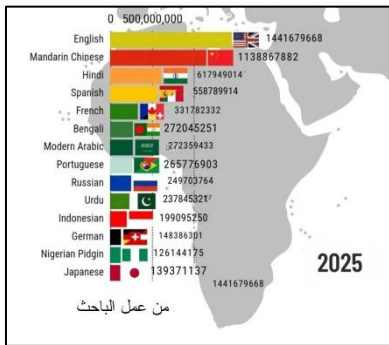 0 500,000,000
English 1441679668
Mandarin Chinese 1138867882
Hindi 617949014
Spanish 558789914
French 331782332
Bengali 272045251
Modern Arabic 272359433
Portuguese 265776903
Russian 249703764
Urdu 237845317
Indonesian 199095250
German 148386301
Nigerian Pidgin 126144175
Japanese 139371137
2025
1441679668
من عمل الباحث